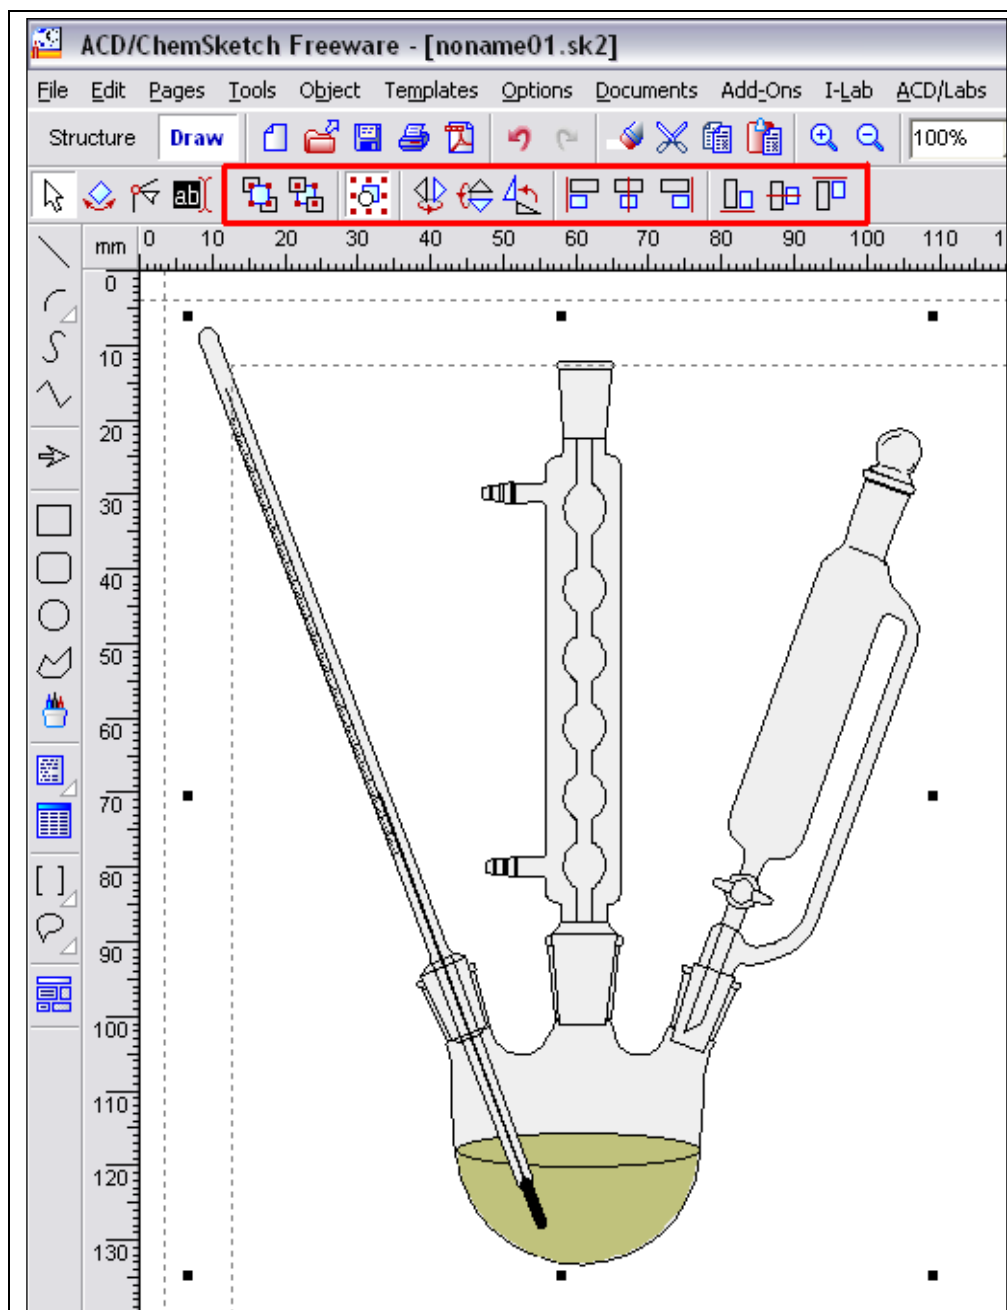 ACD/ChemSketch Freeware - [noname01.sk2]
File Edit Pages Tools Object Templates Options Documents Add-Ons I-Lab ACD/Labs
Structure Draw 100%
ab
mm 0 10 20 30 40 50 60 70 80 90 100 110 1
0
10
20
30
40
50
60
70
80
90
100
110
120
130